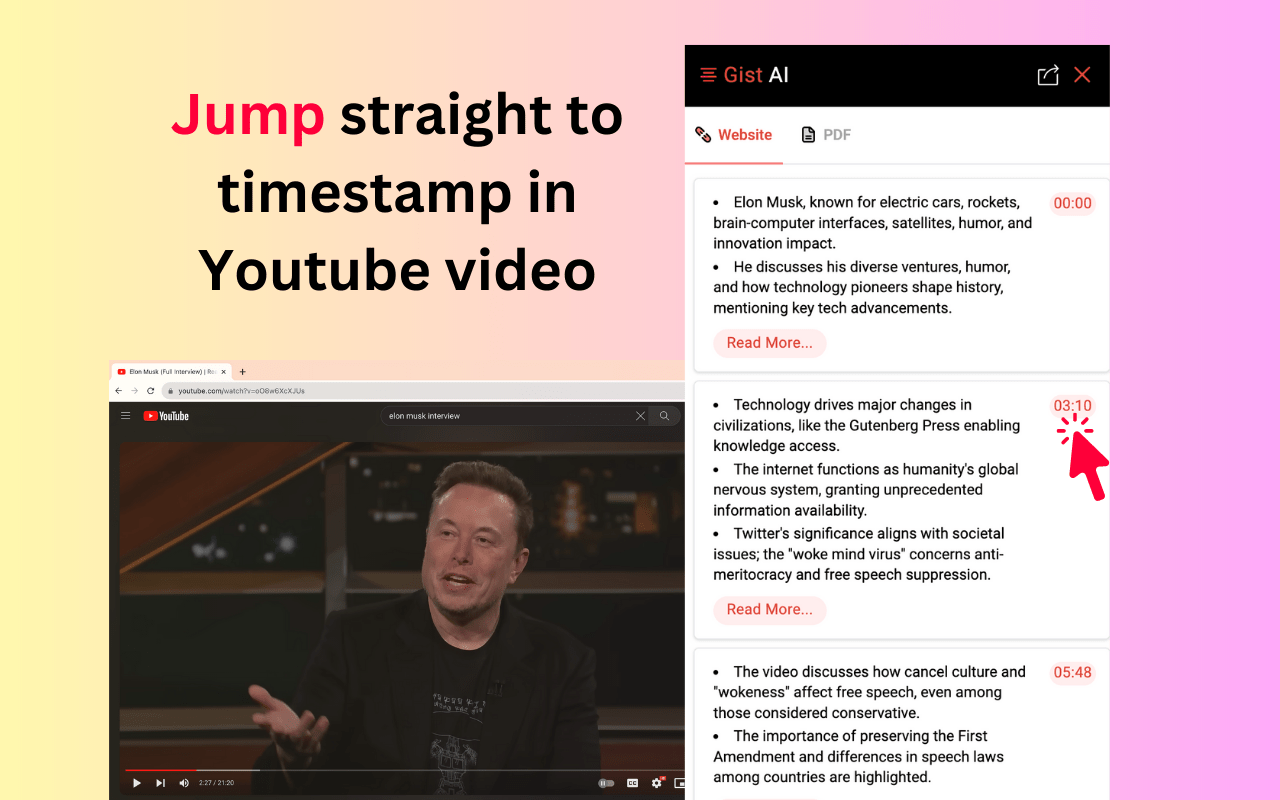 Jump straight to
timestamp in
Youtube video
Gist AI
Website
PDF
• Elon Musk, known for electric cars, rockets,
brain-computer interfaces, satellites, humor, and
innovation impact.
• He discusses his diverse ventures, humor,
and how technology pioneers shape history,
mentioning key tech advancements.
00:00
Read More...
• Technology drives major changes in
civilizations, like the Gutenberg Press enabling
knowledge access.
• The internet functions as humanity's global
nervous system, granting unprecedented
information availability.
• Twitter's significance aligns with societal
issues; the "woke mind virus" concerns anti-
meritocracy and free speech suppression.
03:10
Read More...
• The video discusses how cancel culture and
"wokeness" affect free speech, even among
those considered conservative.
• The importance of preserving the First
Amendment and differences in speech laws
among countries are highlighted.
05:48
Elon Musk (Full Interview) |
youtube.com/watch?v=oO8w6XcXJUs
YouTube
elon musk interview
2:27 / 21:20
CC